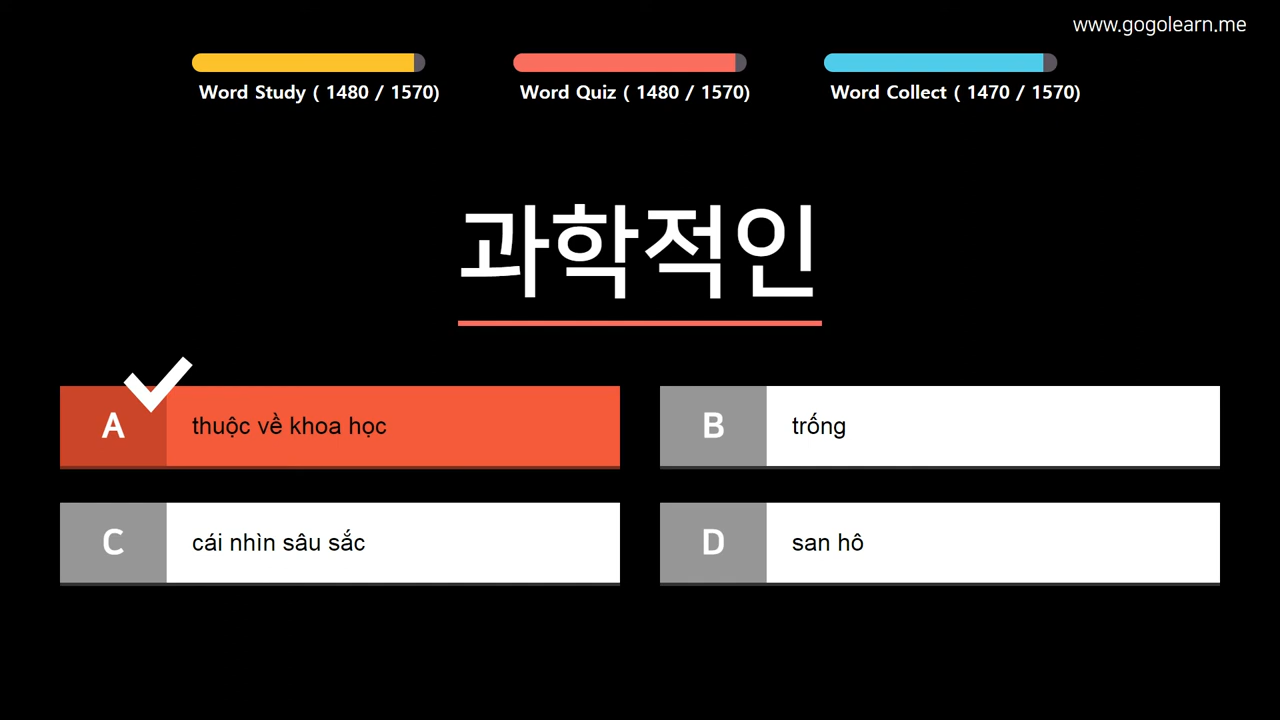 www.gogolearn.me
Word Study ( 1480 / 1570)
Word Quiz ( 1480 / 1570)
Word Collect ( 1470 / 1570)
과학적인
A thuộc về khoa học
B trống
C cái nhìn sâu sắc
D san hô